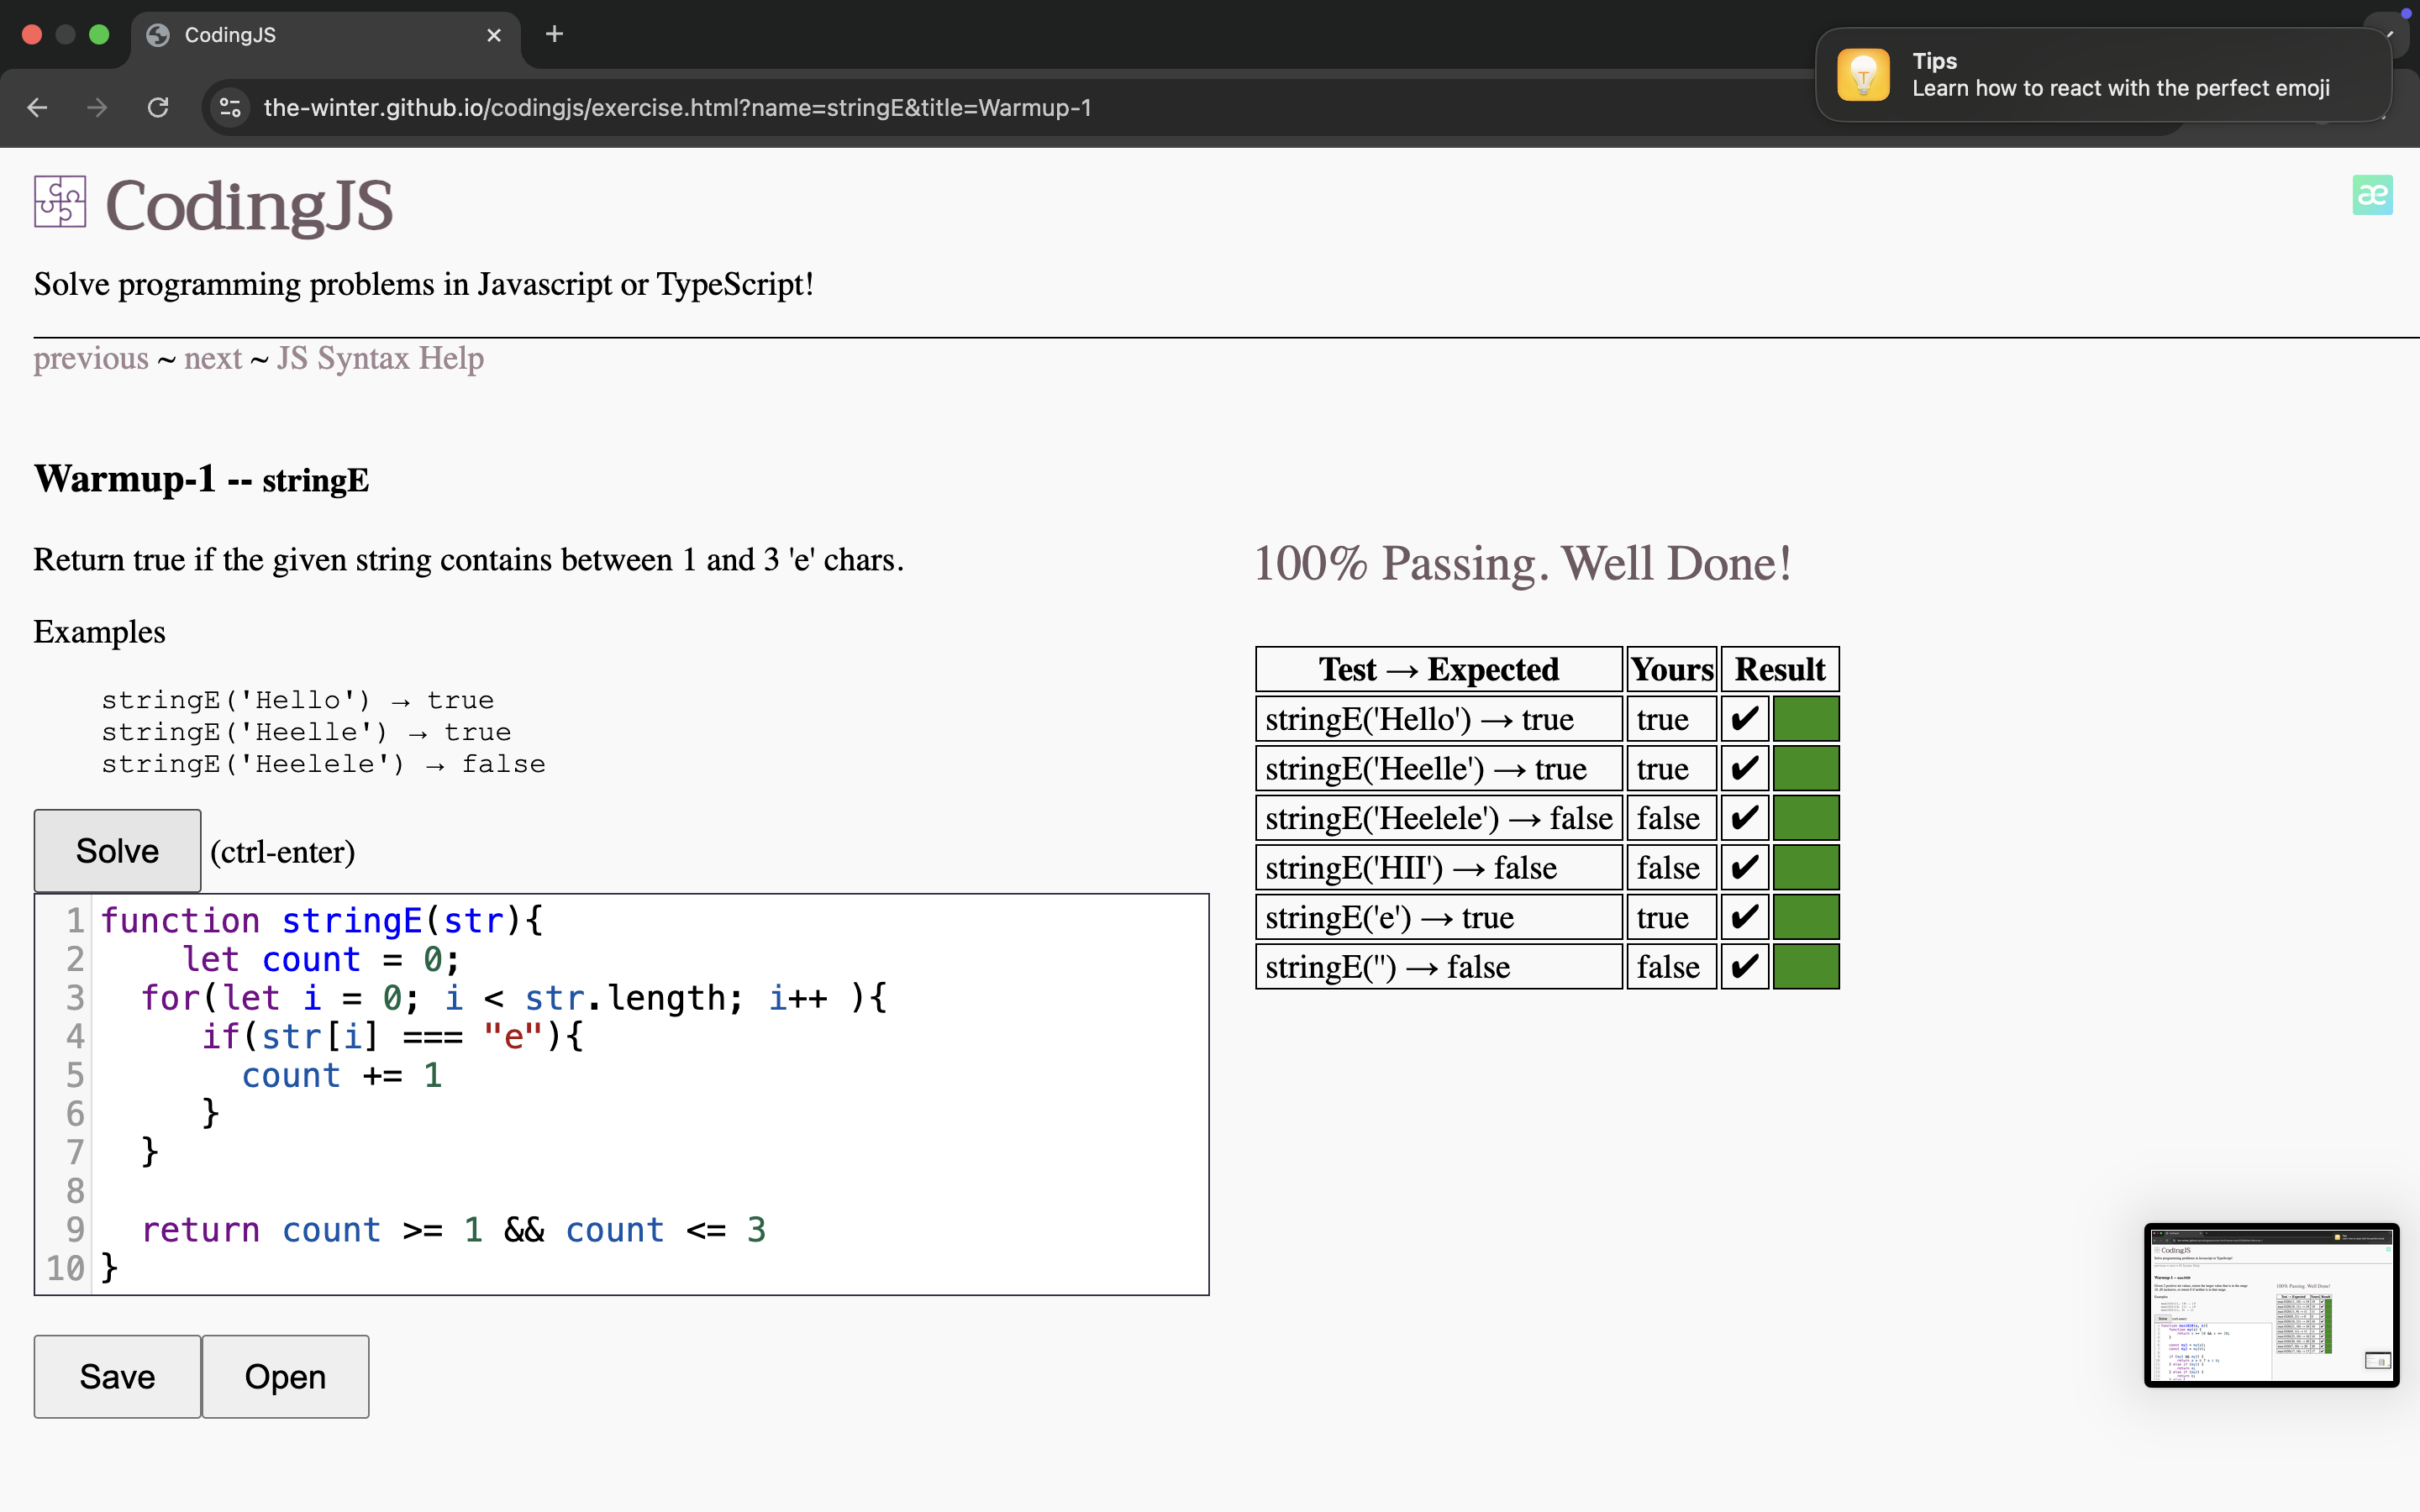 CodingJS
Tips
Learn how to react with the perfect emoji
the-winter.github.io/codingjs/exercise.html?name=stringE&title=Warmup-1
CodingJS
æ
Solve programming problems in Javascript or TypeScript!
previous ~ next ~ JS Syntax Help
Warmup-1 -- stringE
Return true if the given string contains between 1 and 3 'e' chars.
Examples
stringE('Hello') → true
stringE('Heelle') → true
stringE('Heelele') → false
Solve (ctrl-enter)
1 function stringE(str){
2 let count = 0;
3 for(let i = 0; i < str.length; i++ ){
4 if(str[i] === "e"){
5 count += 1
6 }
7 }
8
9 return count >= 1 && count <= 3
10 }
Save Open
100% Passing. Well Done!
Test → Expected Yours Result
stringE('Hello') → true true ✔
stringE('Heelle') → true true ✔
stringE('Heelele') → false false ✔
stringE('HII') → false false ✔
stringE('e') → true true ✔
stringE('') → false false ✔
CodingJS
100% Passing. Well Done!